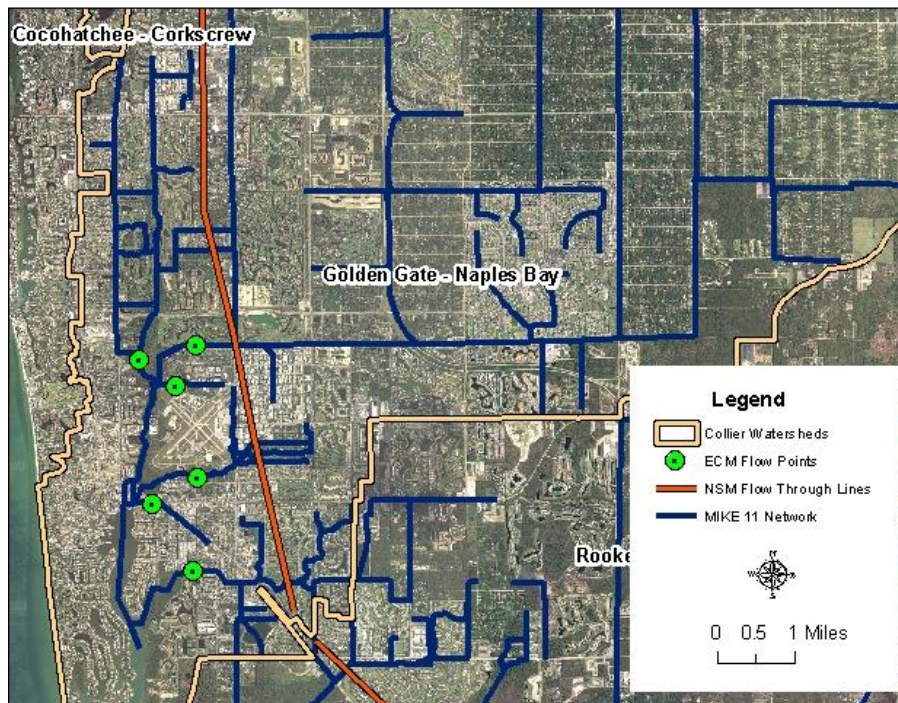 Cocohatchee - Corkscrew
Golden Gate - Naples Bay
Rooke
Legend
Collier Watersheds
ECM Flow Points
NSM Flow Through Lines
MIKE 11 Network
N
W
E
S
0 0.5 1 Miles